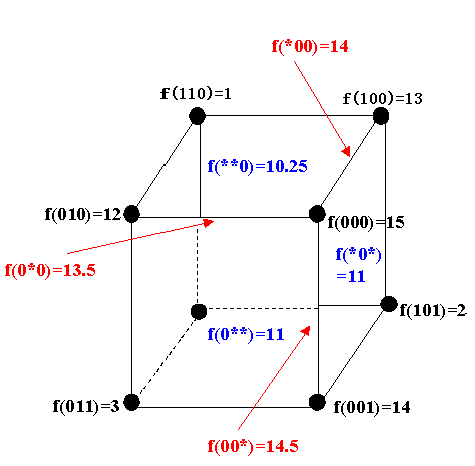 f(*00)=14
f(110)=1
f(100)=13
f(**0)=10.25
f(010)=12
f(000)=15
f(0*0)=13.5
f(*0*)
=11
f(0**)=11
f(101)=2
f(011)=3
f(001)=14
f(00*)=14.5